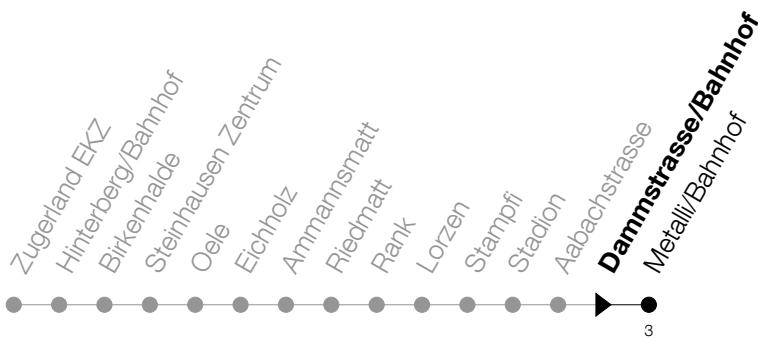 Zugerland EKZ
Hinterberg/Bahnhof
Birkenhalde
Steinhausen Zentrum
Oele
Eichholz
Ammannsmatt
Riedmatt
Rank
Lorzen
Stampfi
Stadion
Aabachstrasse
Dammstrasse/Bahnhof
Metalli/Bahnhof
3